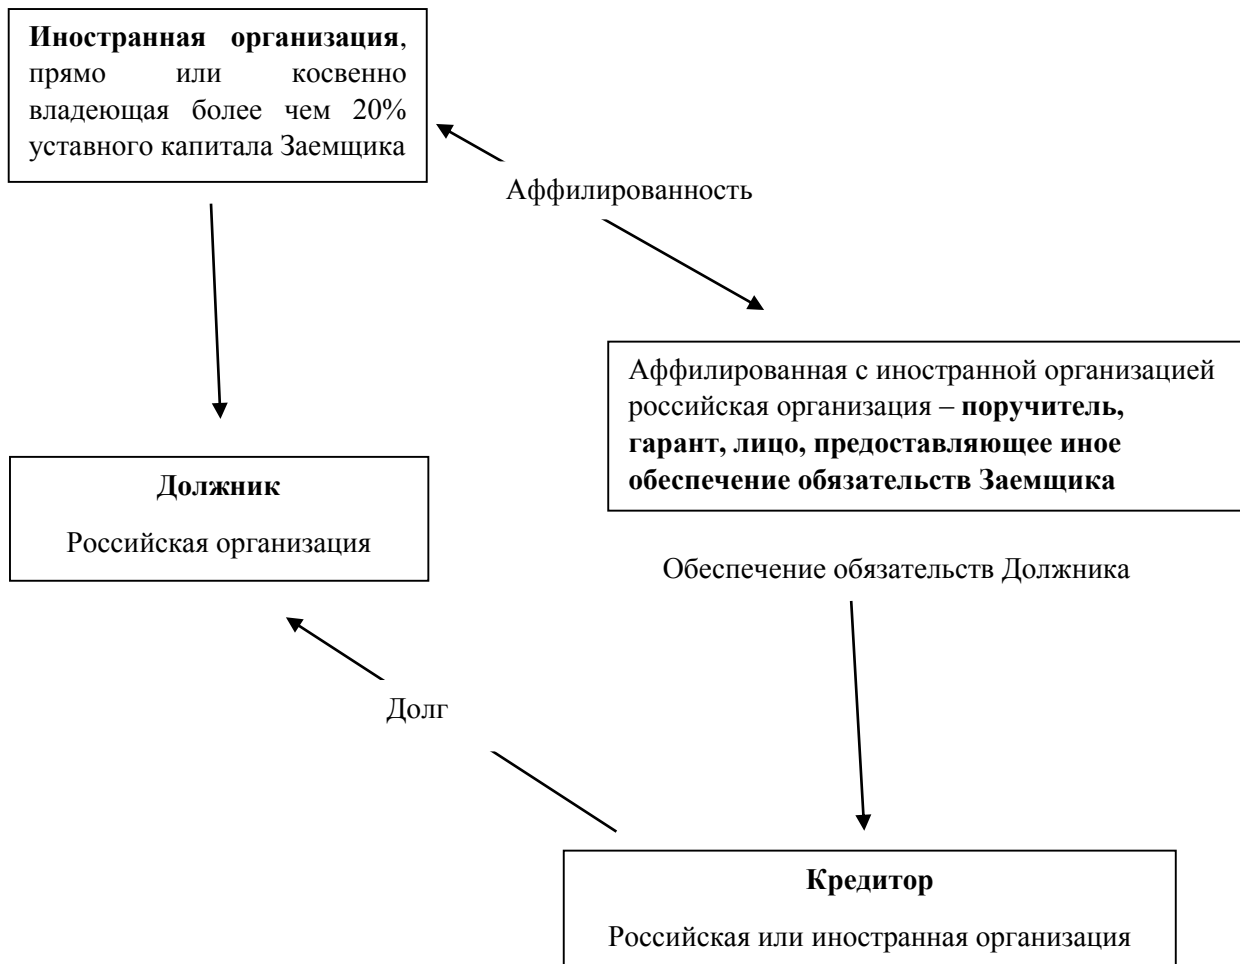 Иностранная организация,
прямо или косвенно
владеющая более чем 20%
уставного капитала Заемщика
Аффилированность
Аффилированная с иностранной организацией
российская организация – поручитель,
гарант, лицо, предоставляющее иное
обеспечение обязательств Заемщика
Должник
Российская организация
Обеспечение обязательств Должника
Долг
Кредитор
Российская или иностранная организация